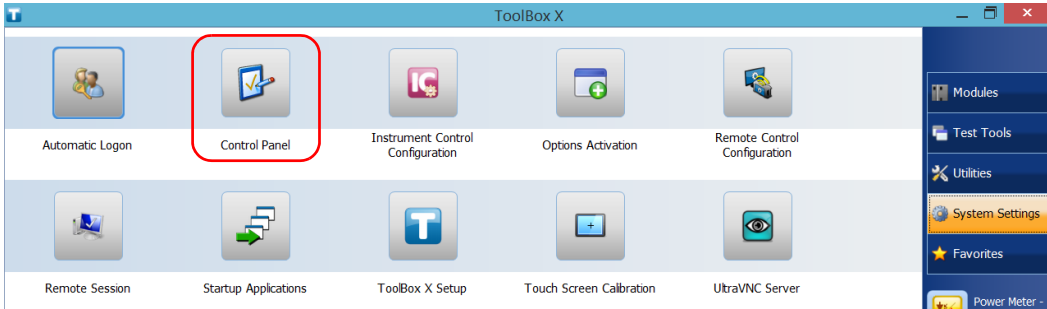 ToolBox X
Automatic Logon
Control Panel
Instrument Control
Configuration
Options Activation
Remote Control
Configuration
Remote Session
Startup Applications
ToolBox X Setup
Touch Screen Calibration
UltraVNC Server
Modules
Test Tools
Utilities
System Settings
Favorites
Power Meter -